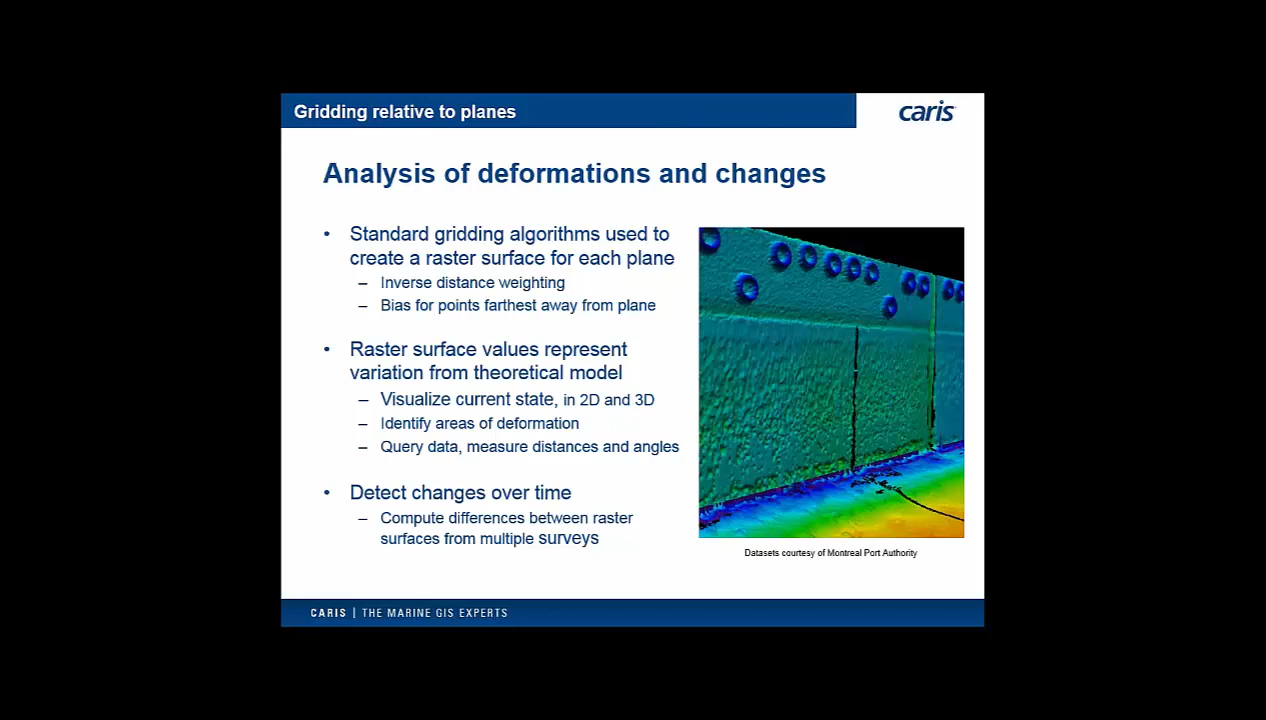 Gridding relative to planes
caris
Analysis of deformations and changes
• Standard gridding algorithms used to
create a raster surface for each plane
– Inverse distance weighting
– Bias for points farthest away from plane
• Raster surface values represent
variation from theoretical model
– Visualize current state, in 2D and 3D
– Identify areas of deformation
– Query data, measure distances and angles
• Detect changes over time
– Compute differences between raster
surfaces from multiple surveys
Datasets courtesy of Montreal Port Authority
CARIS | THE MARINE GIS EXPERTS